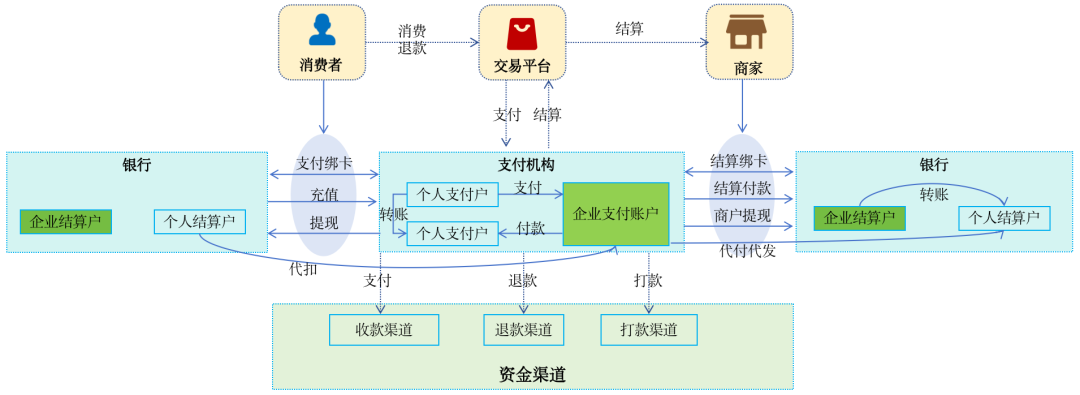 消费者
消费
退款
交易平台
结算
商家
支付
结算
银行
支付绑卡
支付机构
结算绑卡
银行
充值
个人支付户
支付
企业支付账户
结算付款
转账
企业结算户
个人结算户
提现
转账
个人支付户
付款
商户提现
企业结算户
个人结算户
代扣
代付代发
支付
退款
打款
收款渠道
退款渠道
打款渠道
资金渠道